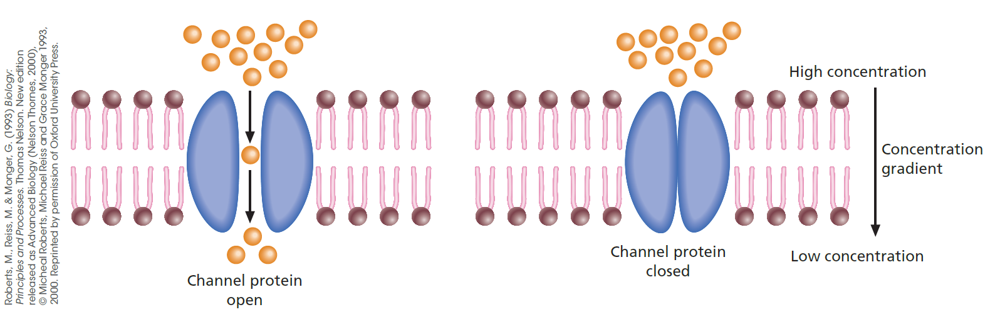 Roberts, M., Reiss, M. & Monger, G. (1993) Biology:
Principles and Processes. Thomas Nelson. New edition
released as Advanced Biology (Nelson Thornes, 2000),
© Micheal Roberts, Michael Reiss and Grace Monger 1993,
2000. Reprinted by permission of Oxford University Press.
Channel protein
open
Channel protein
closed
High concentration
Concentration
gradient
Low concentration